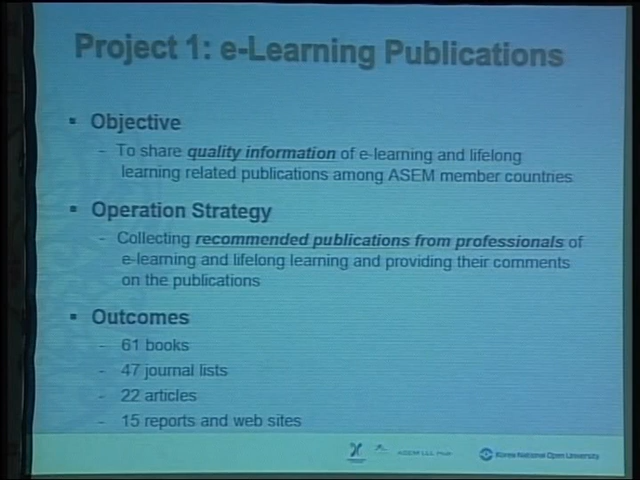 Project 1: e-Learning Publications
▪ Objective
– To share quality information of e-learning and lifelong
learning related publications among ASEM member countries
▪ Operation Strategy
– Collecting recommended publications from professionals of
e-learning and lifelong learning and providing their comments
on the publications
▪ Outcomes
– 61 books
– 47 journal lists
- 22 articles
- 15 reports and web sites
ASEM LLL Hub Korea National Open University